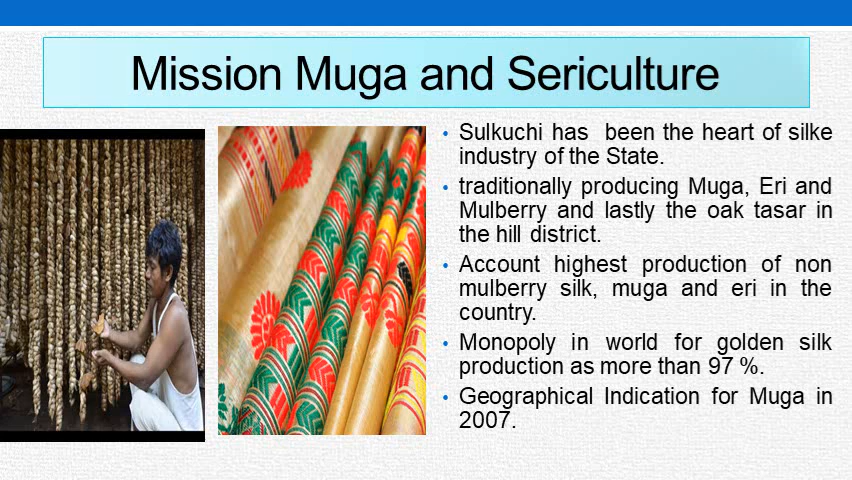 Mission Muga and Sericulture
• Sulkuchi has been the heart of silke
industry of the State.
• traditionally producing Muga, Eri and
Mulberry and lastly the oak tasar in
the hill district.
• Account highest production of non
mulberry silk, muga and eri in the
country.
• Monopoly in world for golden silk
production as more than 97 %.
• Geographical Indication for Muga in
2007.